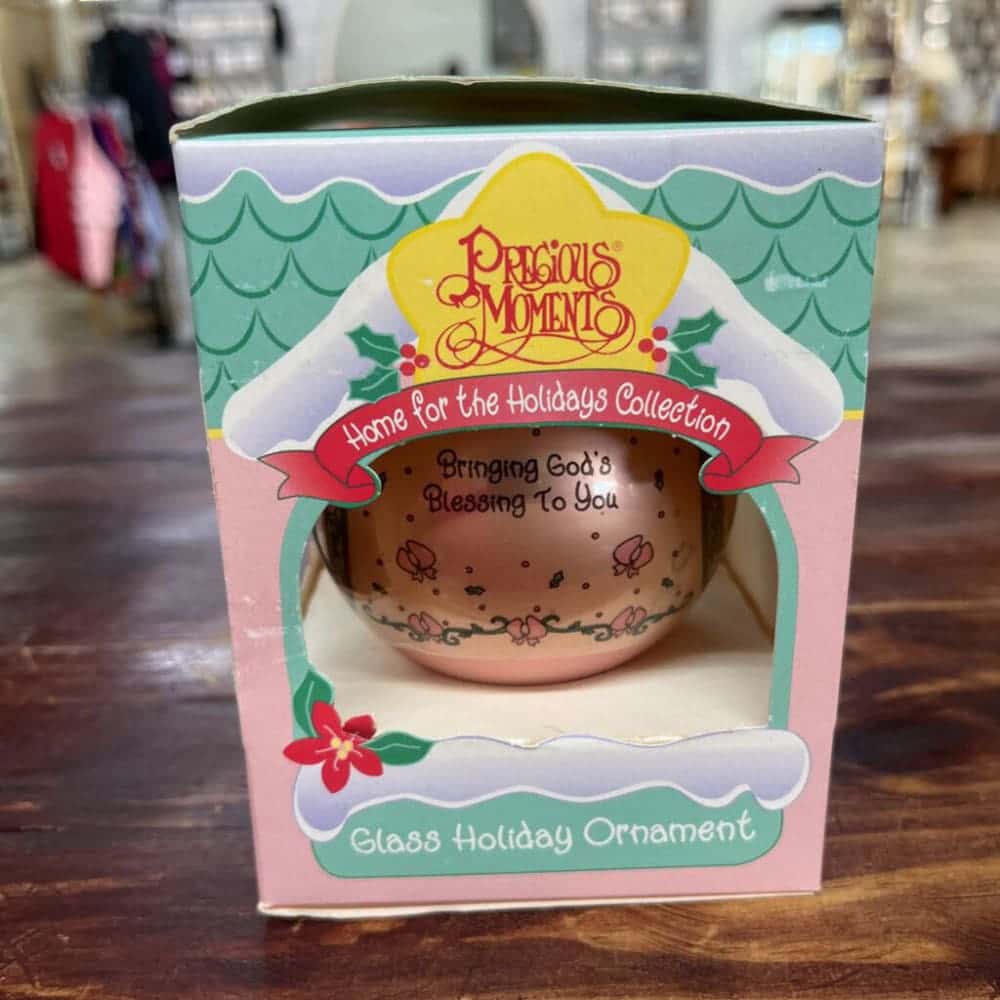 PRECIOUS®
MOMENTS
Home for the Holidays Collection
Bringing God's
Blessing To You
Glass Holiday Ornament